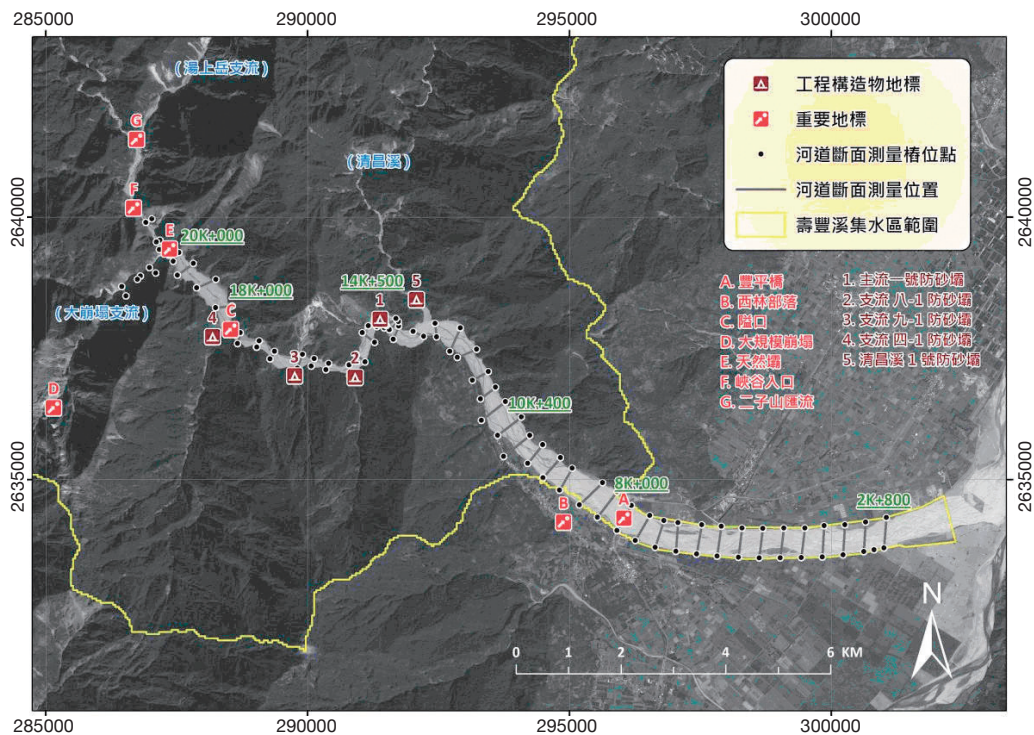 285000
290000
295000
300000
2640000
2635000
2640000
2635000
285000
290000
295000
300000
(湯上岳支流)
(清昌溪)
(大崩塌支流)
G
F
E
20K+000
18K+000
4
C
D
3
2
14K+500
1
5
10K+400
B
8K+000
A
2K+800
工程構造物地標
重要地標
河道斷面測量樁位點
河道斷面測量位置
壽豐溪集水區範圍
A. 豐平橋
B. 西林部落
C. 隘口
D. 大規模崩塌
E. 天然壩
F. 峽谷入口
G. 二子山匯流
1. 主流一號防砂壩
2. 支流 八-1 防砂壩
3. 支流 九-1 防砂壩
4. 支流 四-1 防砂壩
5. 清昌溪 1 號防砂壩
N
0 1 2 4 6 KM